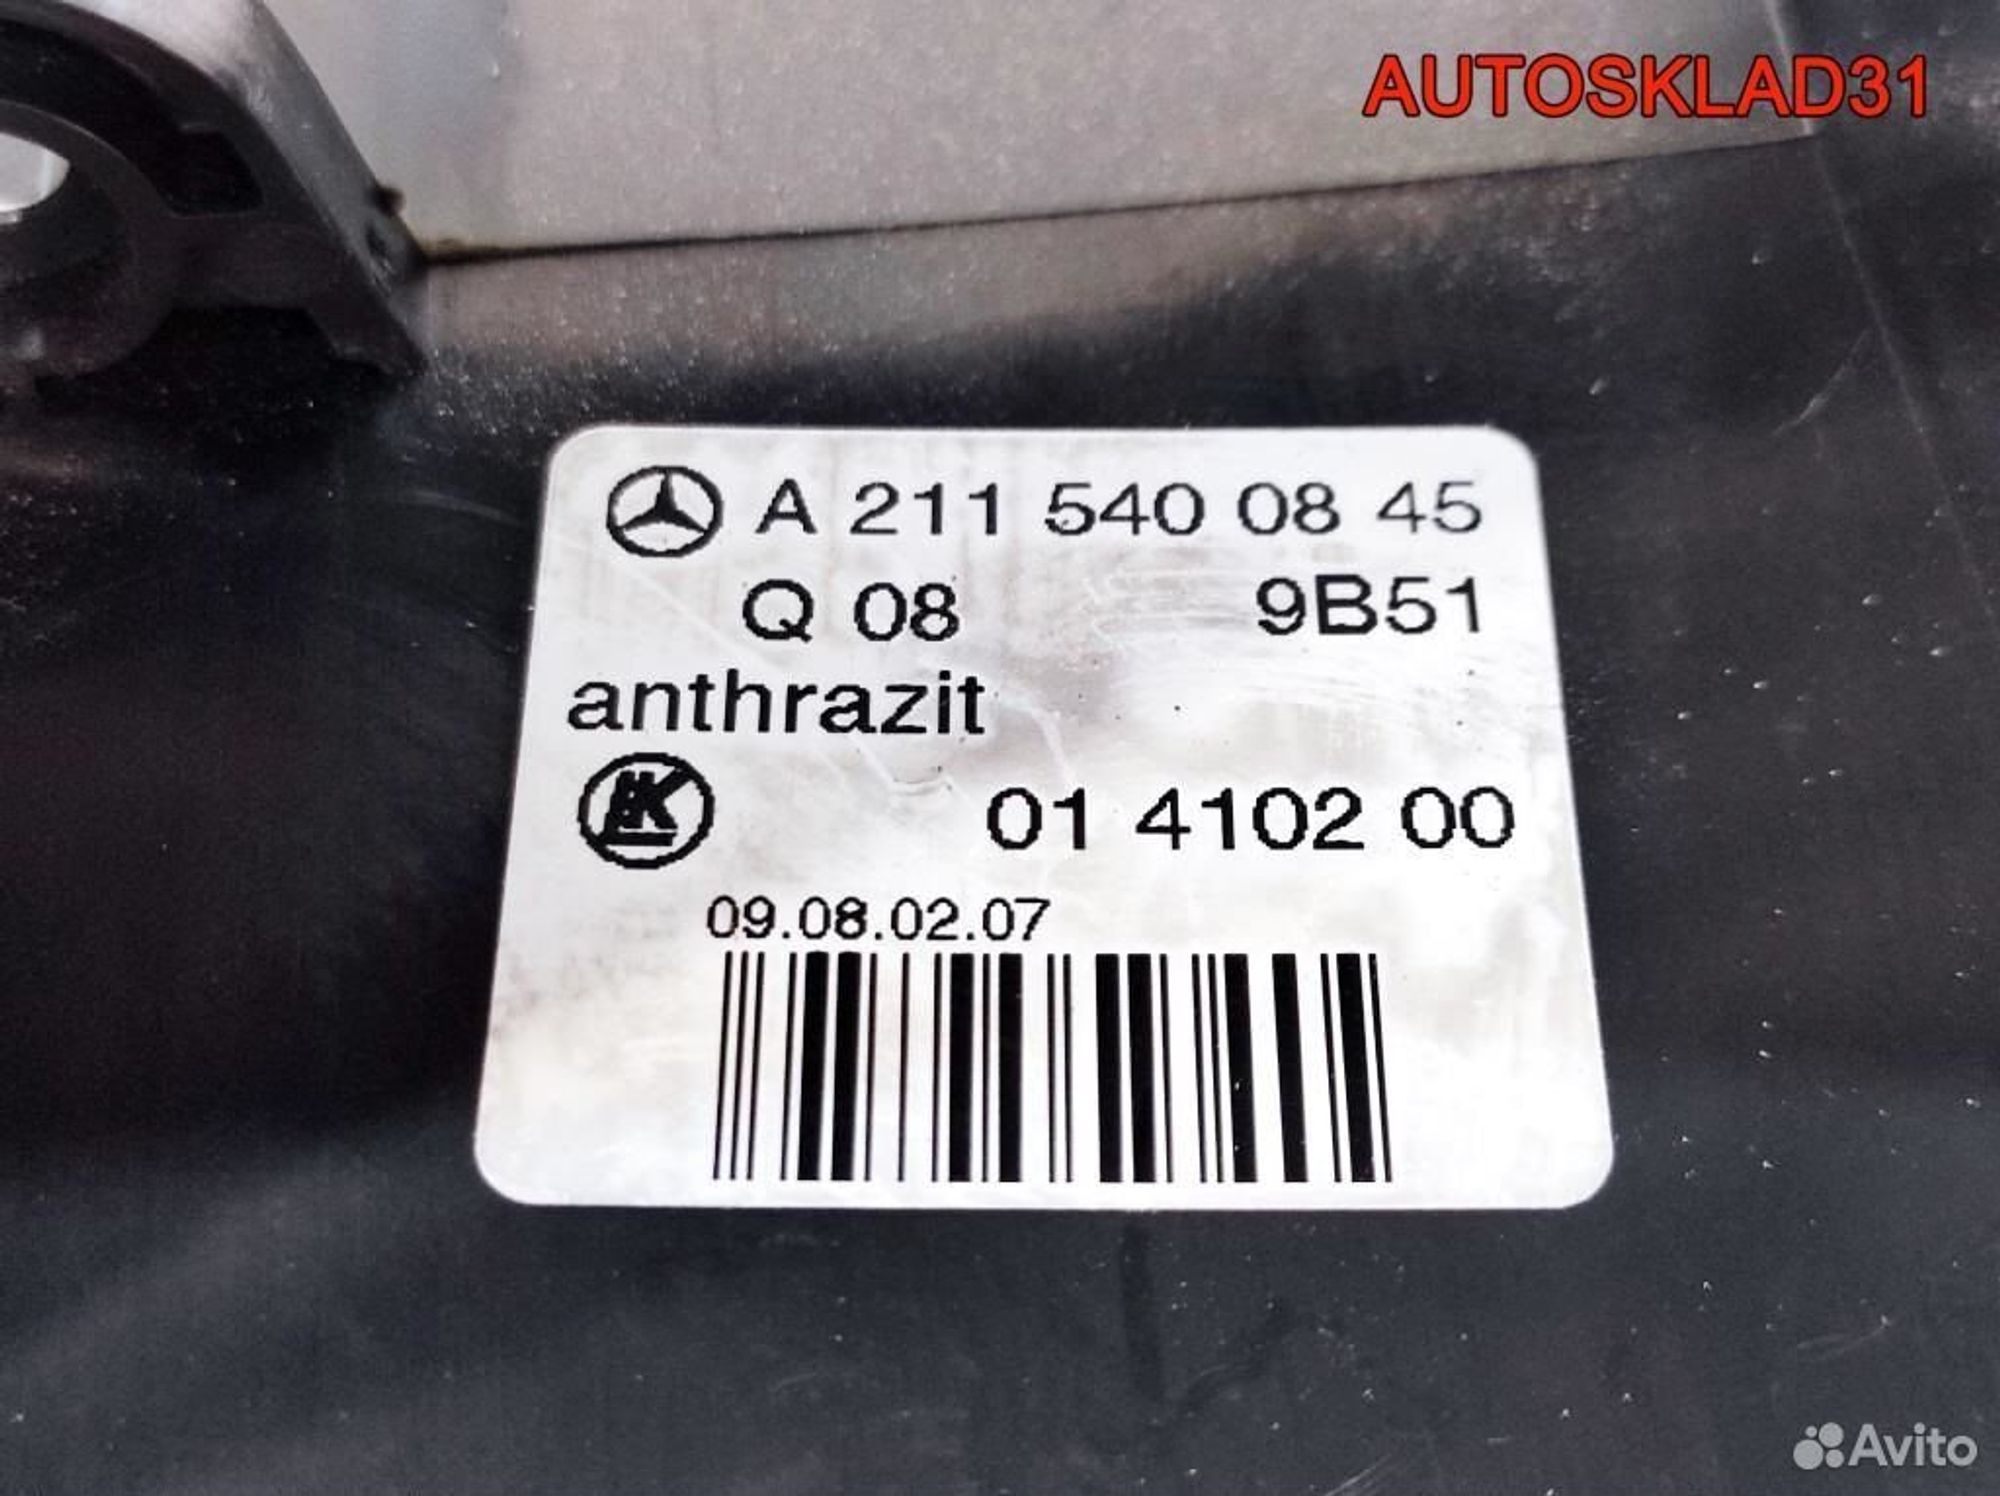 AUTOSKLAD31
A 211 540 08 45
Q 08 9B51
anthrazit
01 4102 00
09.08.02.07
Avito